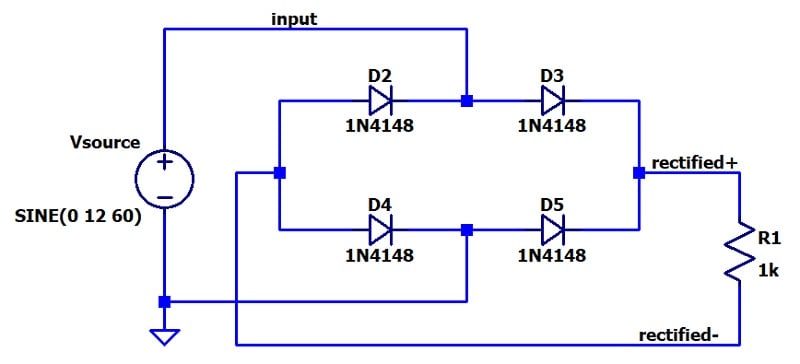 input
D2
D3
1N4148
1N4148
Vsource
+
−
SINE(0 12 60)
rectified+
D4
D5
1N4148
1N4148
R1
1k
rectified-